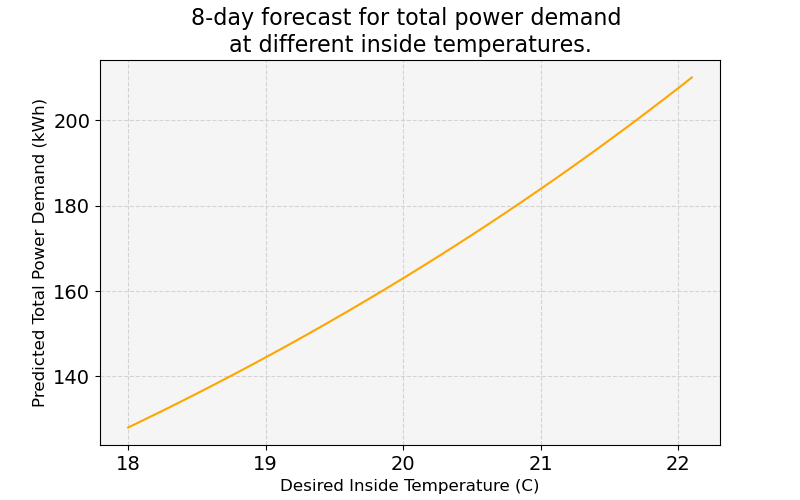 8-day forecast for total power demand
at different inside temperatures.
Predicted Total Power Demand (kWh)
200
180
160
140
18 19 20 21 22
Desired Inside Temperature (C)